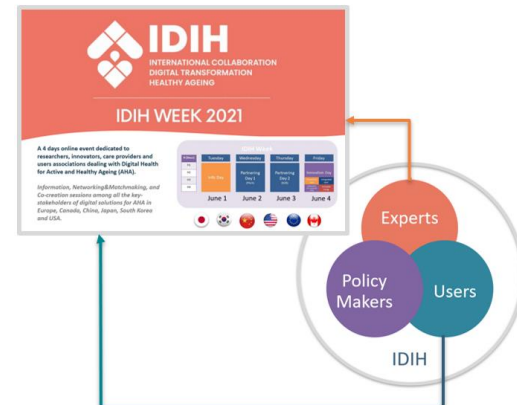 IDIH
INTERNATIONAL COLLABORATION
DIGITAL TRANSFORMATION
HEALTHY AGEING
IDIH WEEK 2021
A 4 days online event dedicated to
researchers, innovators, care providers and
users associations dealing with Digital Health
for Active and Healthy Ageing (AHA).
Information, Networking&Matchmaking, and
Co-creation sessions among all the key-
stakeholders of digital solutions for AHA in
Europe, Canada, China, Japan, South Korea
and USA.
IDIH Week
Tuesday Wednesday Thursday Friday
Partnering Partnering
Day 1 Day 2
June 1 June 2 June 3 June 4
Experts
Policy
Makers
Users
IDIH